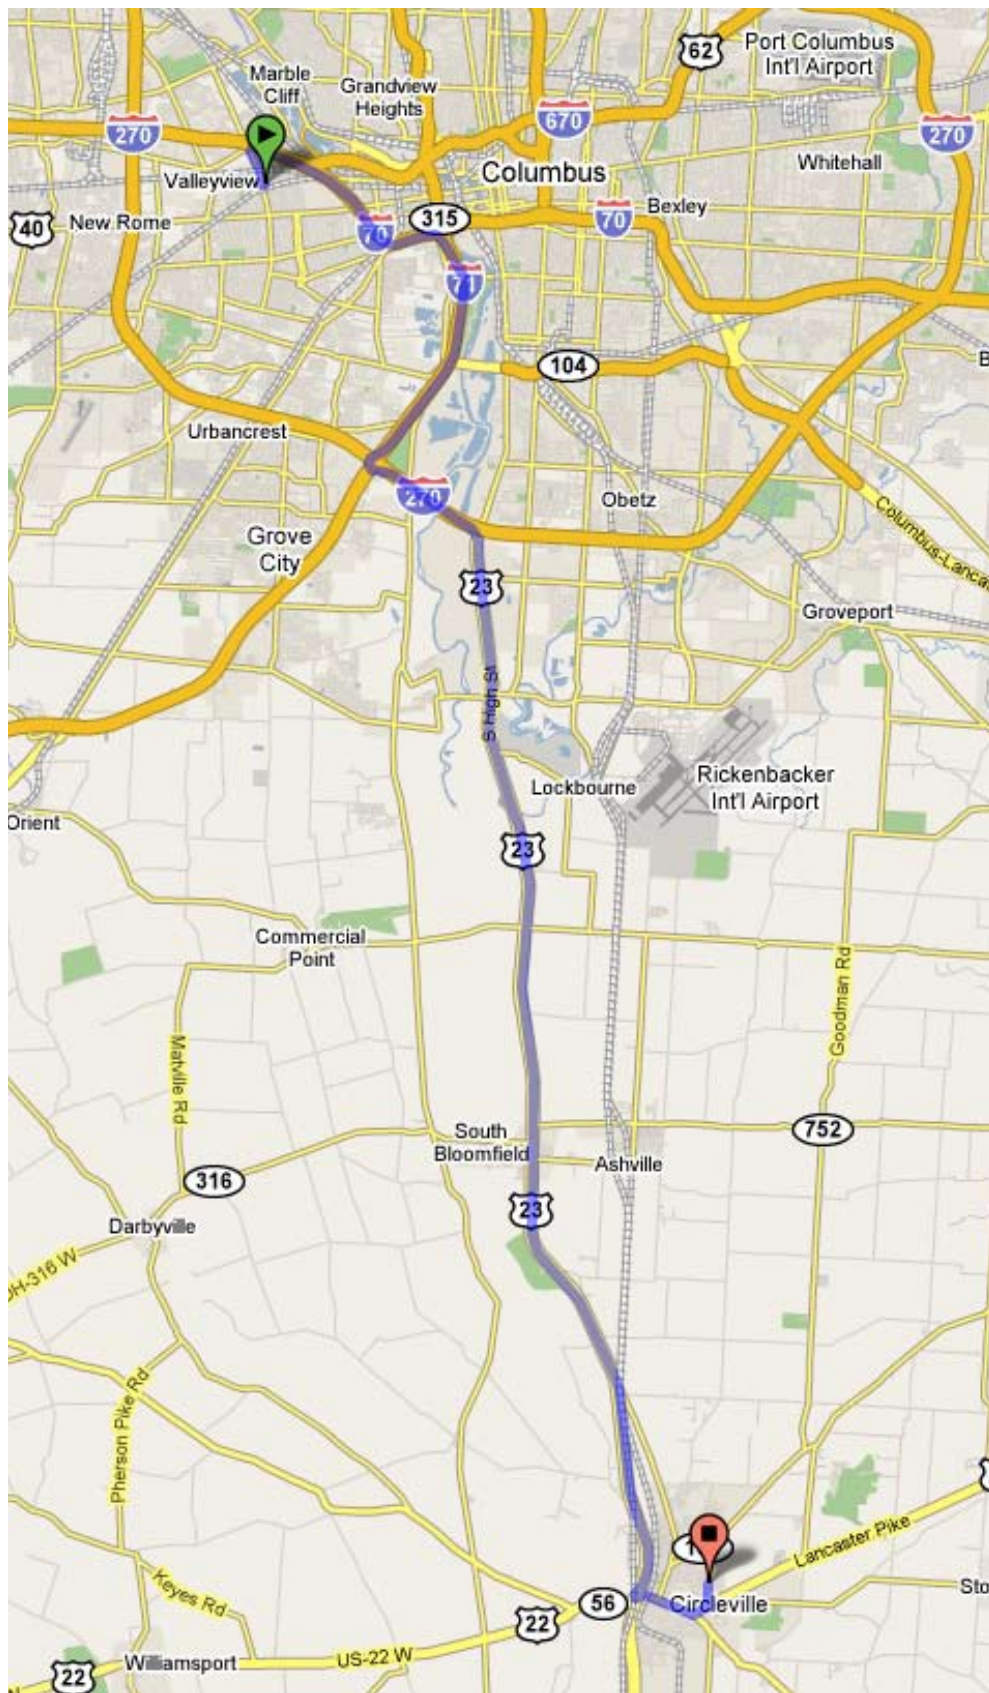 62
Port Columbus
Int'l Airport
Marble
Cliff
Grandview
Heights
270
670
270
Whitehall
Columbus
Valleyview
Bexley
New Rome
40
315
70
70
71
104
B
Urbancrest
270
Obetz
Columbus-Lancas
Grove
City
23
Groveport
S High St
Lockbourne
Rickenbacker
Int'l Airport
Orient
23
Commercial
Point
Goodman Rd
Matville Rd
South
Bloomfield
752
Ashville
316
23
Darbyville
OH-316 W
Pherson Pike Rd
Lancaster Pike
Keyes Rd
56
Circleville
Sto
22
US-22 W
Williamsport
22